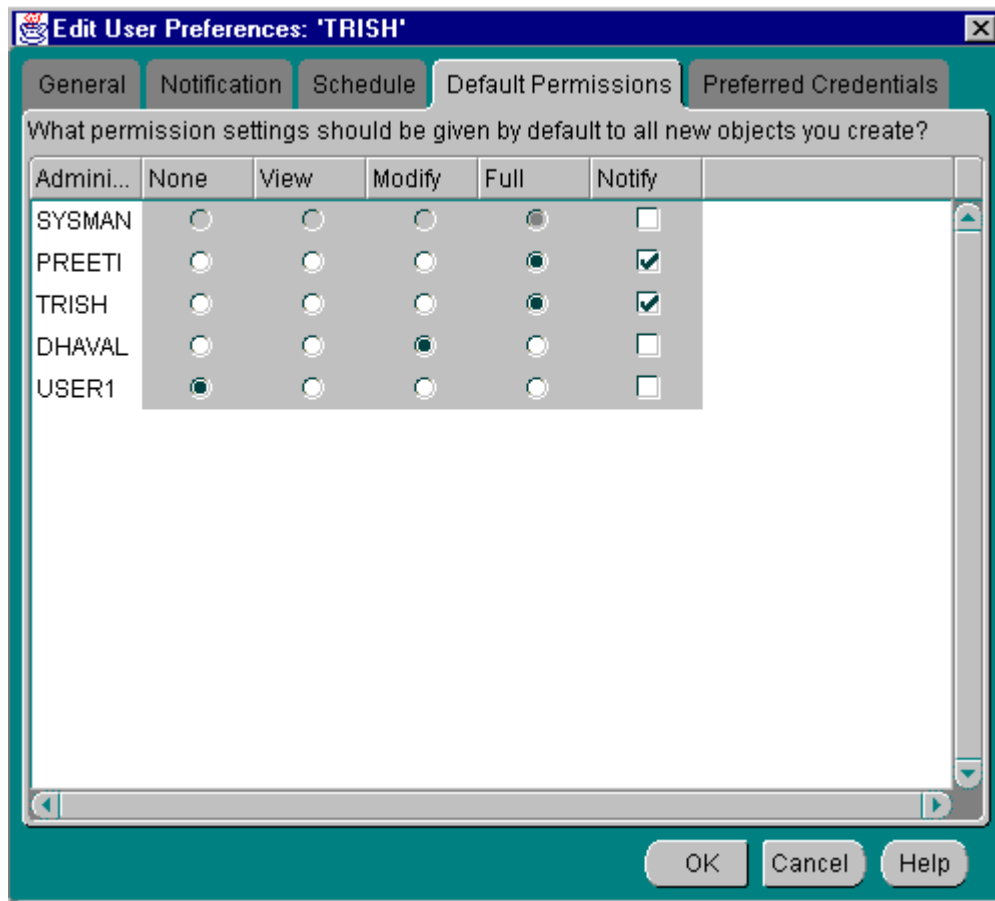 Edit User Preferences: 'TRISH'
General Notification Schedule Default Permissions Preferred Credentials
What permission settings should be given by default to all new objects you create?
Admini... None View Modify Full Notify
SYSMAN
PREETI
TRISH
DHAVAL
USER1
OK Cancel Help